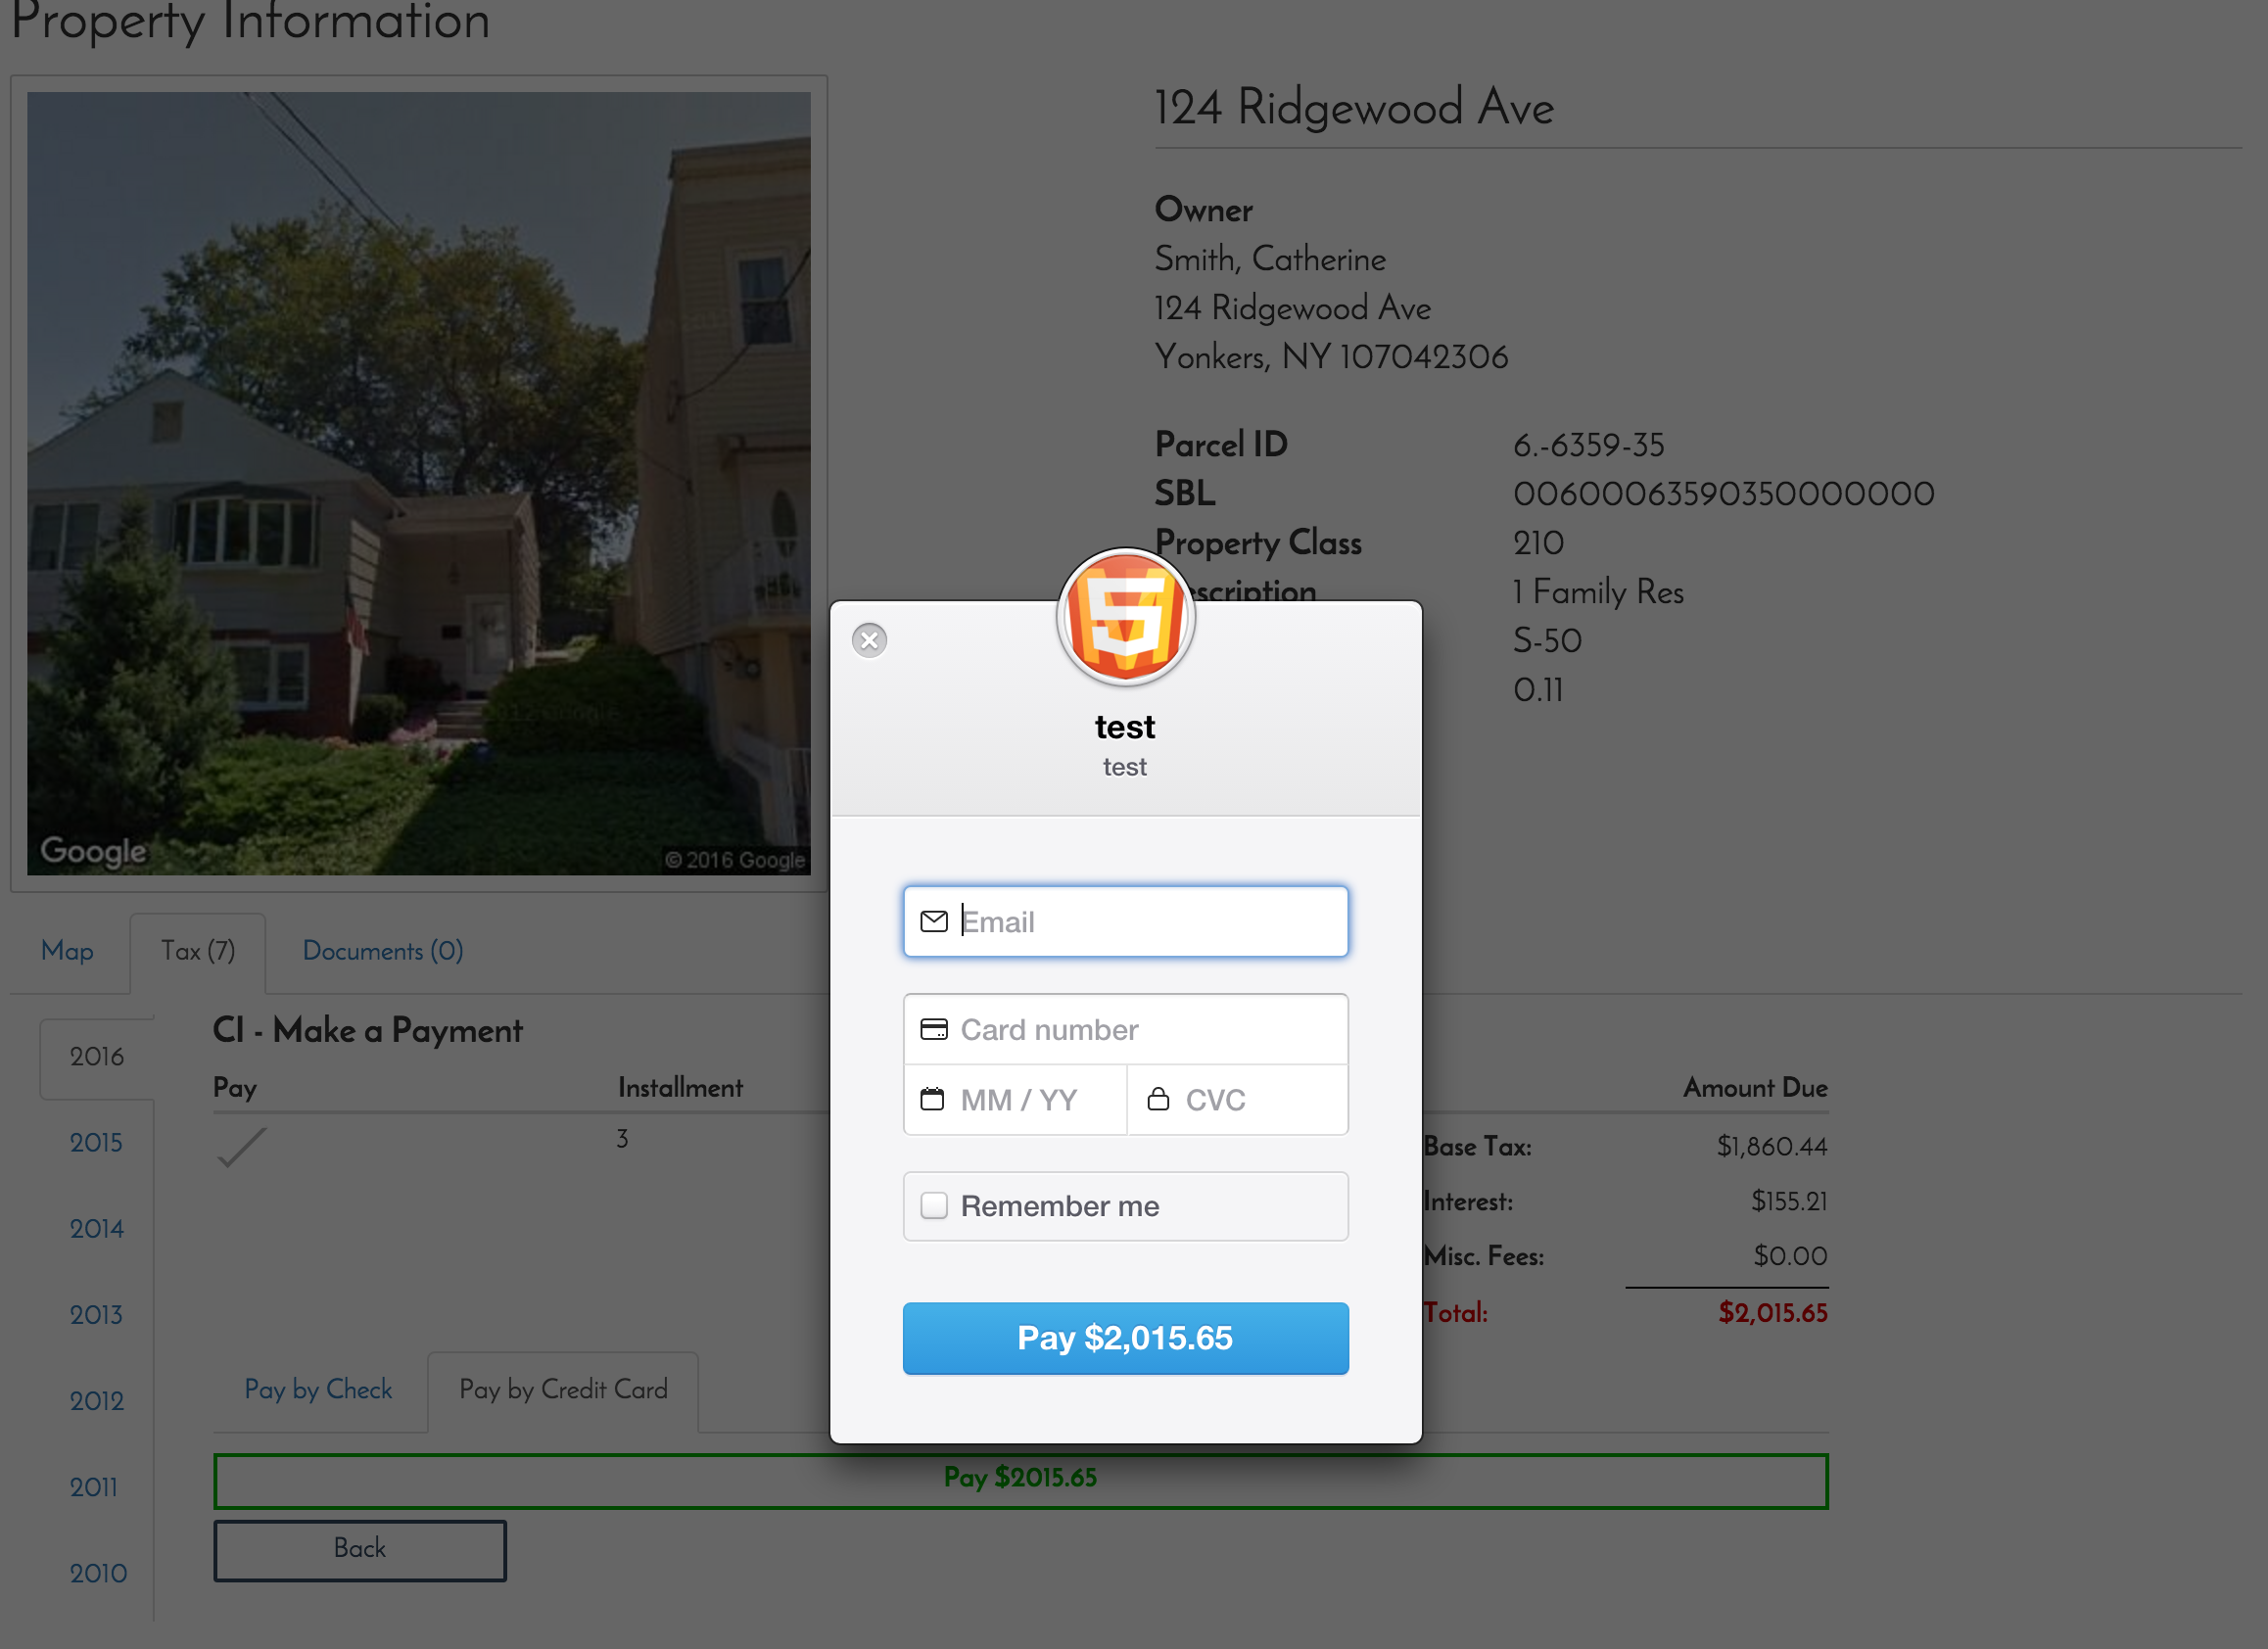 Property Information
Google
© 2016 Google
124 Ridgewood Ave
Owner
Smith, Catherine
124 Ridgewood Ave
Yonkers, NY 107042306
Parcel ID 6.-6359-35
SBL 00600063590350000000
Property Class 210
escription 1 Family Res
S-50
0.11
5
test
test
Email
Card number
MM / YY CVC
Remember me
Pay $2,015.65
Map Tax (7) Documents (0)
2016
2015
2014
2013
2012
2011
2010
CI - Make a Payment
Pay Installment Amount Due
3 Base Tax: $1,860.44
Interest: $155.21
Misc. Fees: $0.00
Total: $2,015.65
Pay by Check Pay by Credit Card
Pay $2015.65
Back